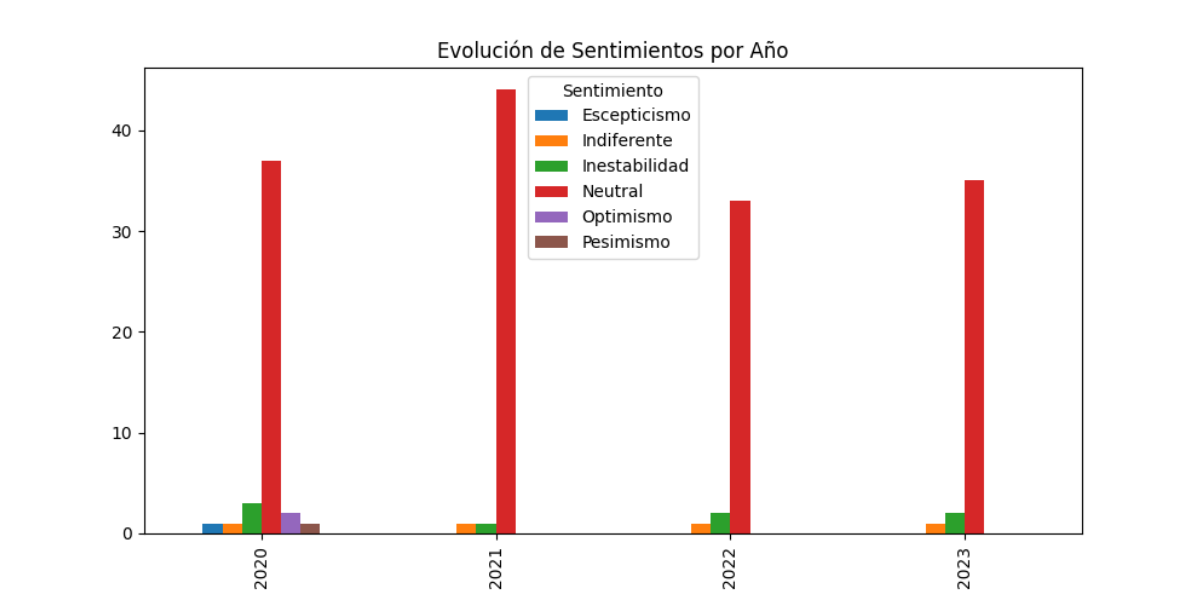 Evolución de Sentimientos por Año
Sentimiento
Escepticismo
Indiferente
Inestabilidad
Neutral
Optimismo
Pesimismo
40
30
20
10
0
2020
2021
2022
2023